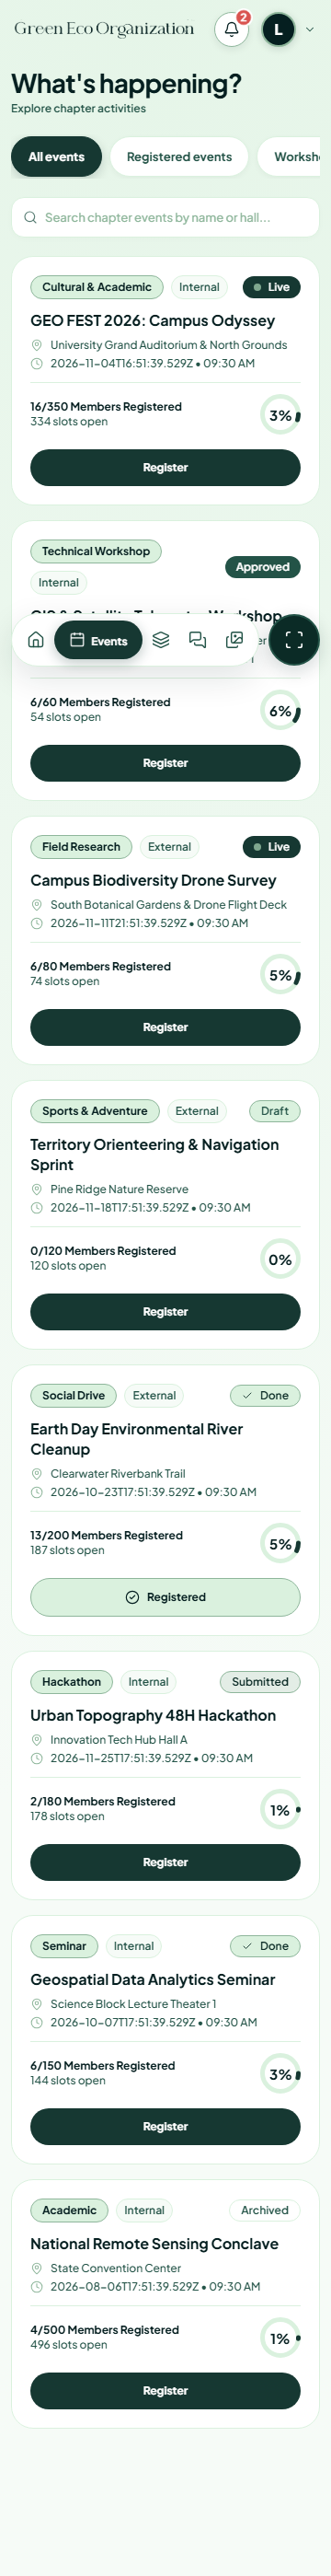 Green Eco Organization
2
L
What's happening?
Explore chapter activities
All events
Registered events
Search chapter events by name or hall...
Cultural & Academic
Internal
Live
GEO FEST 2026: Campus Odyssey
University Grand Auditorium & North Grounds
2026-11-04T16:51:39.529Z • 09:30 AM
16/350 Members Registered
334 slots open
3%
Register
Technical Workshop
Approved
Internal
Events
6/60 Members Registered
54 slots open
6%
Register
Field Research
External
Live
Campus Biodiversity Drone Survey
South Botanical Gardens & Drone Flight Deck
2026-11-11T21:51:39.529Z • 09:30 AM
6/80 Members Registered
74 slots open
5%
Register
Sports & Adventure
External
Draft
Territory Orienteering & Navigation
Sprint
Pine Ridge Nature Reserve
2026-11-18T17:51:39.529Z • 09:30 AM
0/120 Members Registered
120 slots open
0%
Register
Social Drive
External
Done
Earth Day Environmental River
Cleanup
Clearwater Riverbank Trail
2026-10-23T17:51:39.529Z • 09:30 AM
13/200 Members Registered
187 slots open
5%
Registered
Hackathon
Internal
Submitted
Urban Topography 48H Hackathon
Innovation Tech Hub Hall A
2026-11-25T17:51:39.529Z • 09:30 AM
2/180 Members Registered
178 slots open
1%
Register
Seminar
Internal
Done
Geospatial Data Analytics Seminar
Science Block Lecture Theater 1
2026-10-07T17:51:39.529Z • 09:30 AM
6/150 Members Registered
144 slots open
3%
Register
Academic
Internal
Archived
National Remote Sensing Conclave
State Convention Center
2026-08-06T17:51:39.529Z • 09:30 AM
4/500 Members Registered
496 slots open
1%
Register